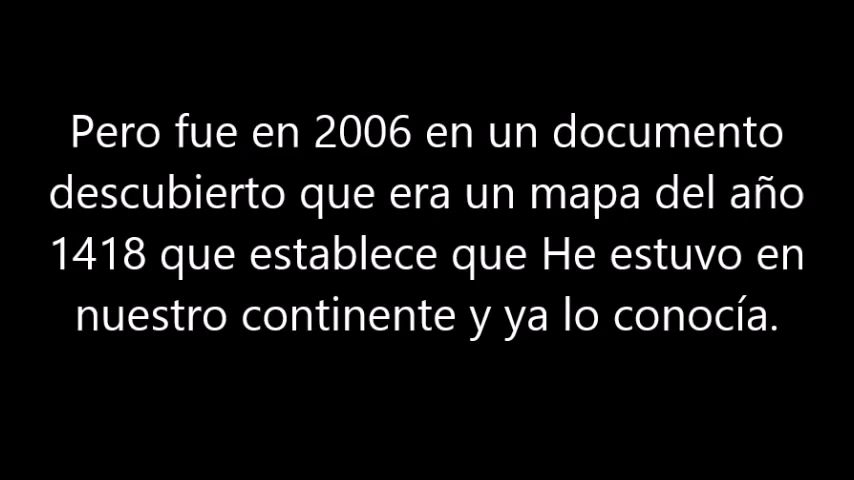 Pero fue en 2006 en un documento
descubierto que era un mapa del año
1418 que establece que He estuvo en
nuestro continente y ya lo conocía.